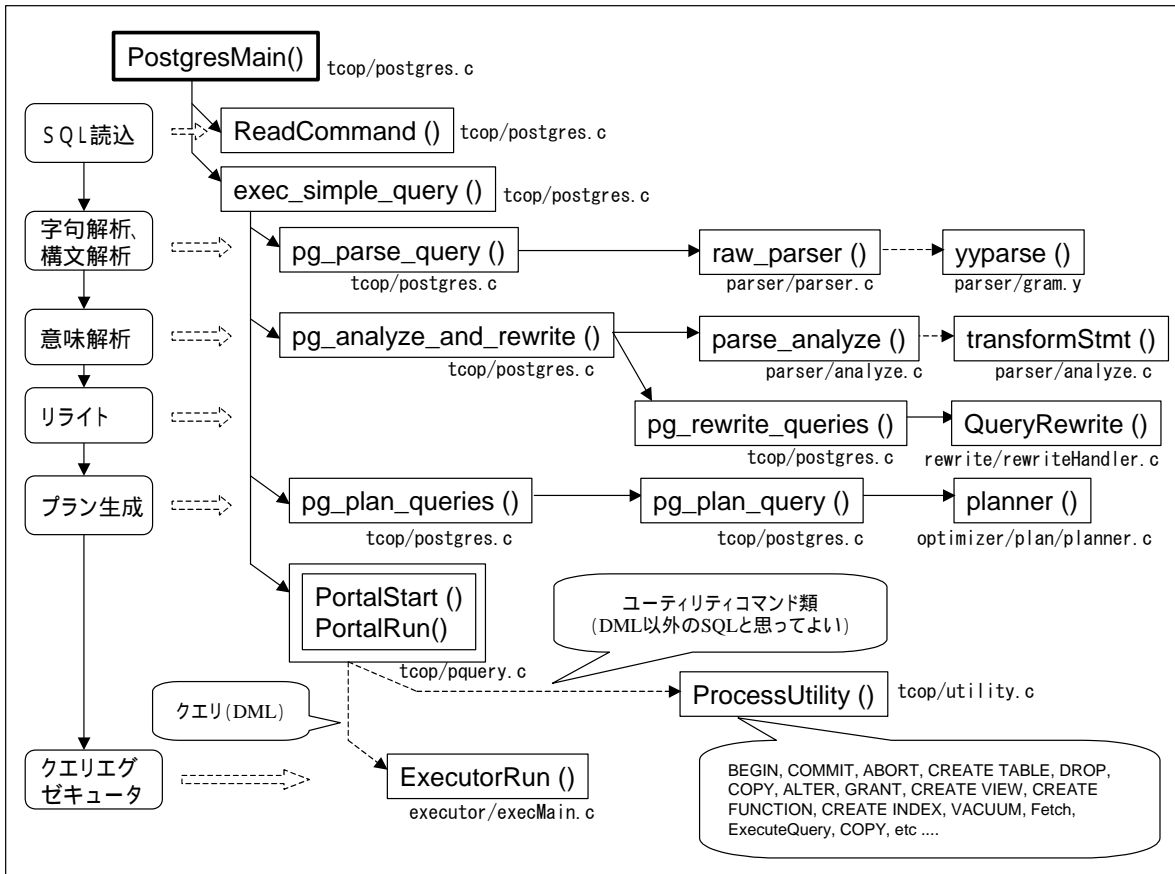 PostgresMain()
tcop/postgres.c
ＳＱＬ読込
ReadCommand ()
tcop/postgres.c
exec_simple_query ()
tcop/postgres.c
字句解析、
構文解析
pg_parse_query ()
tcop/postgres.c
raw_parser ()
parser/parser.c
yyparse ()
parser/gram.y
意味解析
pg_analyze_and_rewrite ()
tcop/postgres.c
parse_analyze ()
parser/analyze.c
transformStmt ()
parser/analyze.c
リライト
pg_rewrite_queries ()
tcop/postgres.c
QueryRewrite ()
rewrite/rewriteHandler.c
プラン生成
pg_plan_queries ()
tcop/postgres.c
pg_plan_query ()
tcop/postgres.c
planner ()
optimizer/plan/planner.c
PortalStart ()
PortalRun()
tcop/pquery.c
ユーティリティコマンド類
(DML以外のSQLと思ってよい)
ProcessUtility ()
tcop/utility.c
クエリ(DML)
クエリエグ
ゼキュータ
ExecutorRun ()
executor/execMain.c
BEGIN, COMMIT, ABORT, CREATE TABLE, DROP,
COPY, ALTER, GRANT, CREATE VIEW, CREATE
FUNCTION, CREATE INDEX, VACUUM, Fetch,
ExecuteQuery, COPY, etc ....